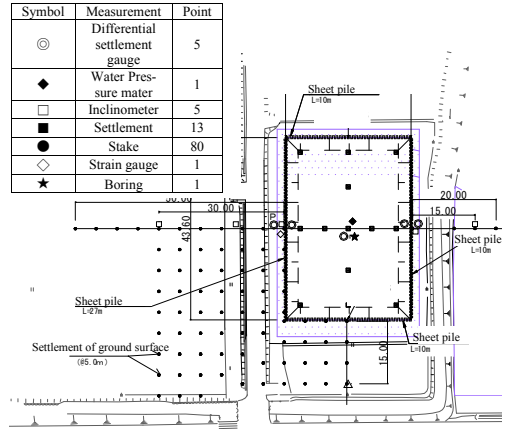 Symbol Measurement Point
Differential
settlement
gauge
◎ 5
Water Pres-
sure mater
◆ 1
□ Inclinometer 5
■ Settlement 13
● Stake 80
◇ Strain gauge 1
★ Boring 1
Sheet pile
L=10m
30.00
20.00
15.00
43.60
P
Sheet pile
L=10m
Sheet pile
L=27m
Sheet pile
L=10m
Settlement of ground surface
(@5.0m)
15.00